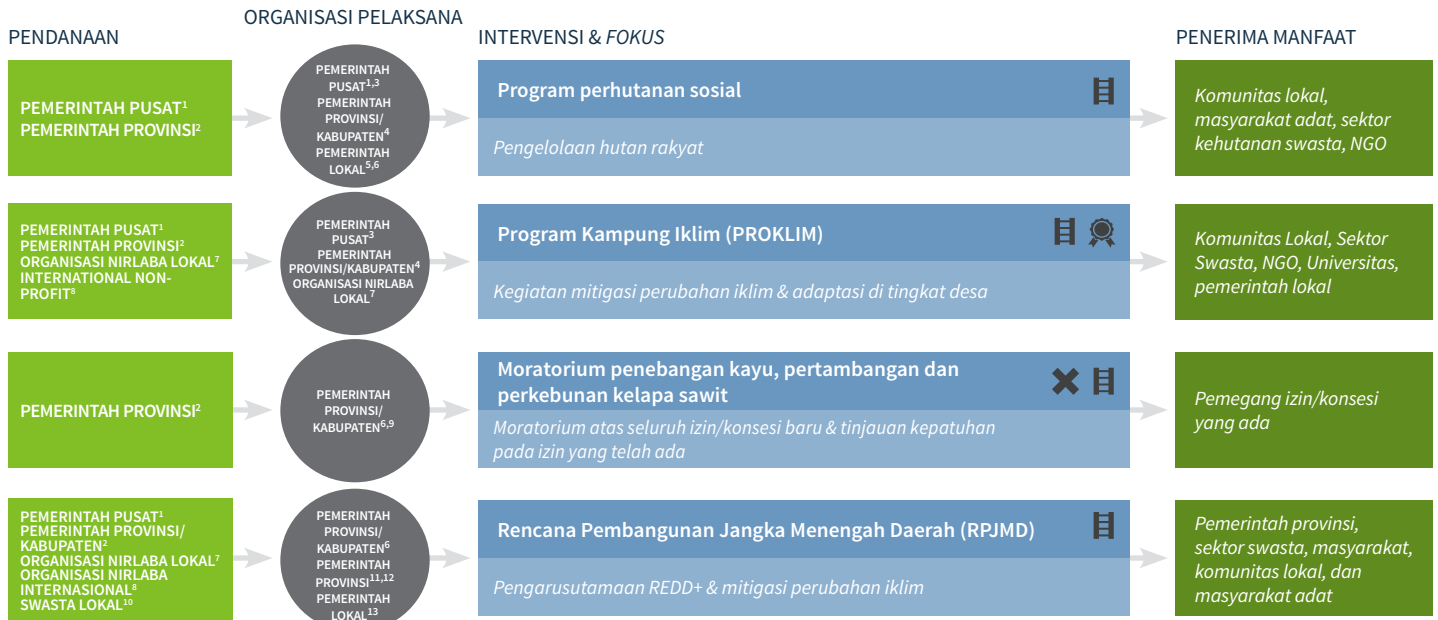 ORGANISASI PELAKSANA
PENDANAAN
INTERVENSI & FOKUS
PENERIMA MANFAAT
PEMERINTAH PUSAT¹
PEMERINTAH PROVINSI²
PEMERINTAH
PUSAT¹,³
PEMERINTAH
PROVINSI/
KABUPATEN⁴
PEMERINTAH
LOKAL⁵,⁶
Program perhutanan sosial
Pengelolaan hutan rakyat
Komunitas lokal,
masyarakat adat, sektor
kehutanan swasta, NGO
PEMERINTAH PUSAT¹
PEMERINTAH PROVINSI²
ORGANISASI NIRLABA LOKAL⁷
INTERNATIONAL NON-
PROFIT⁸
PEMERINTAH
PUSAT³
PEMERINTAH
PROVINSI/KABUPATEN⁴
ORGANISASI NIRLABA
LOKAL⁷
Program Kampung Iklim (PROKLIM)
Kegiatan mitigasi perubahan iklim & adaptasi di tingkat desa
Komunitas Lokal, Sektor
Swasta, NGO, Universitas,
pemerintah lokal
PEMERINTAH PROVINSI²
PEMERINTAH
PROVINSI/
KABUPATEN⁶,⁹
Moratorium penebangan kayu, pertambangan dan
perkebunan kelapa sawit
Moratorium atas seluruh izin/konsesi baru & tinjauan kepatuhan
pada izin yang telah ada
Pemegang izin/konsesi
yang ada
PEMERINTAH PUSAT¹
PEMERINTAH PROVINSI/
KABUPATEN²
ORGANISASI NIRLABA LOKAL⁷
ORGANISASI NIRLABA
INTERNASIONAL⁸
SWASTA LOKAL¹⁰
PEMERINTAH
PROVINSI/
KABUPATEN⁶
PEMERINTAH
PROVINSI¹¹,¹²
PEMERINTAH
LOKAL¹³
Rencana Pembangunan Jangka Menengah Daerah (RPJMD)
Pengarusutamaan REDD+ & mitigasi perubahan iklim
Pemerintah provinsi,
sektor swasta, masyarakat,
komunitas lokal, dan
masyarakat adat